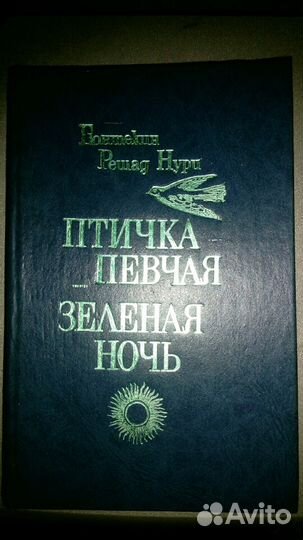 Гюнтекин
Решад Нури
ПТИЧКА
ПЕВЧАЯ
ЗЕЛЕНАЯ
НОЧЬ
Avito